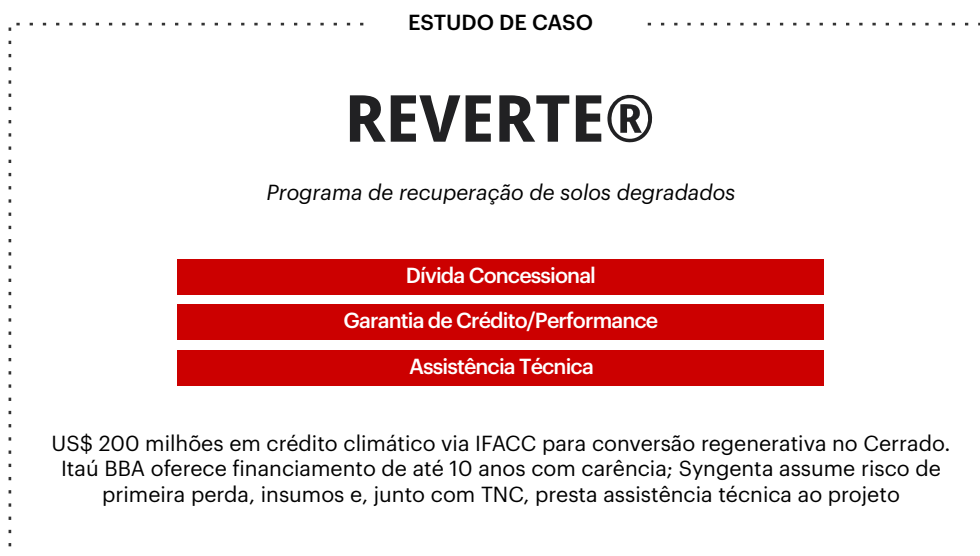 ESTUDO DE CASO
REVERTE®
Programa de recuperação de solos degradados
Dívida Concessional
Garantia de Crédito/Performance
Assistência Técnica
US$ 200 milhões em crédito climático via IFACC para conversão regenerativa no Cerrado.
Itaú BBA oferece financiamento de até 10 anos com carência; Syngenta assume risco de
primeira perda, insumos e, junto com TNC, presta assistência técnica ao projeto